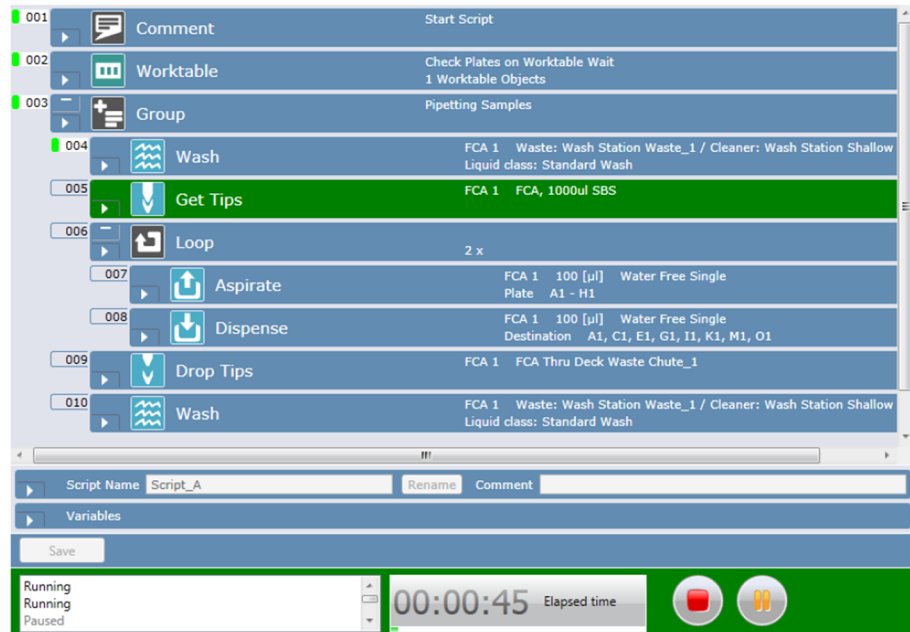 001 Comment Start Script
002 Worktable Check Plates on Worktable Wait
1 Worktable Objects
003 Group Pipetting Samples
004 Wash FCA 1 Waste: Wash Station Waste_1 / Cleaner: Wash Station Shallow
Liquid class: Standard Wash
005 Get Tips FCA 1 FCA, 1000ul SBS
006 Loop 2 x
007 Aspirate FCA 1 100 [µl] Water Free Single
Plate A1 - H1
008 Dispense FCA 1 100 [µl] Water Free Single
Destination A1, C1, E1, G1, I1, K1, M1, O1
009 Drop Tips FCA 1 FCA Thru Deck Waste Chute_1
010 Wash FCA 1 Waste: Wash Station Waste_1 / Cleaner: Wash Station Shallow
Liquid class: Standard Wash
Script Name Script_A Rename Comment
Variables
Save
Running
Running
Paused
00:00:45 Elapsed time